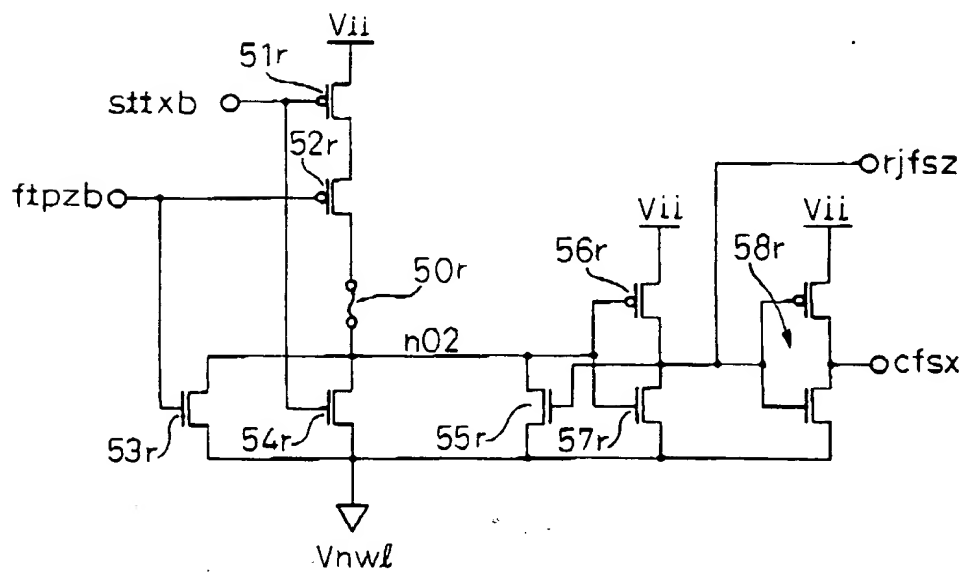 Vii
51r
sttxb
52r
rjfsz
ftpzb
Vii
Vii
56r
58r
50r
n02
cfsx
53r
54r
55r
57r
Vnwl